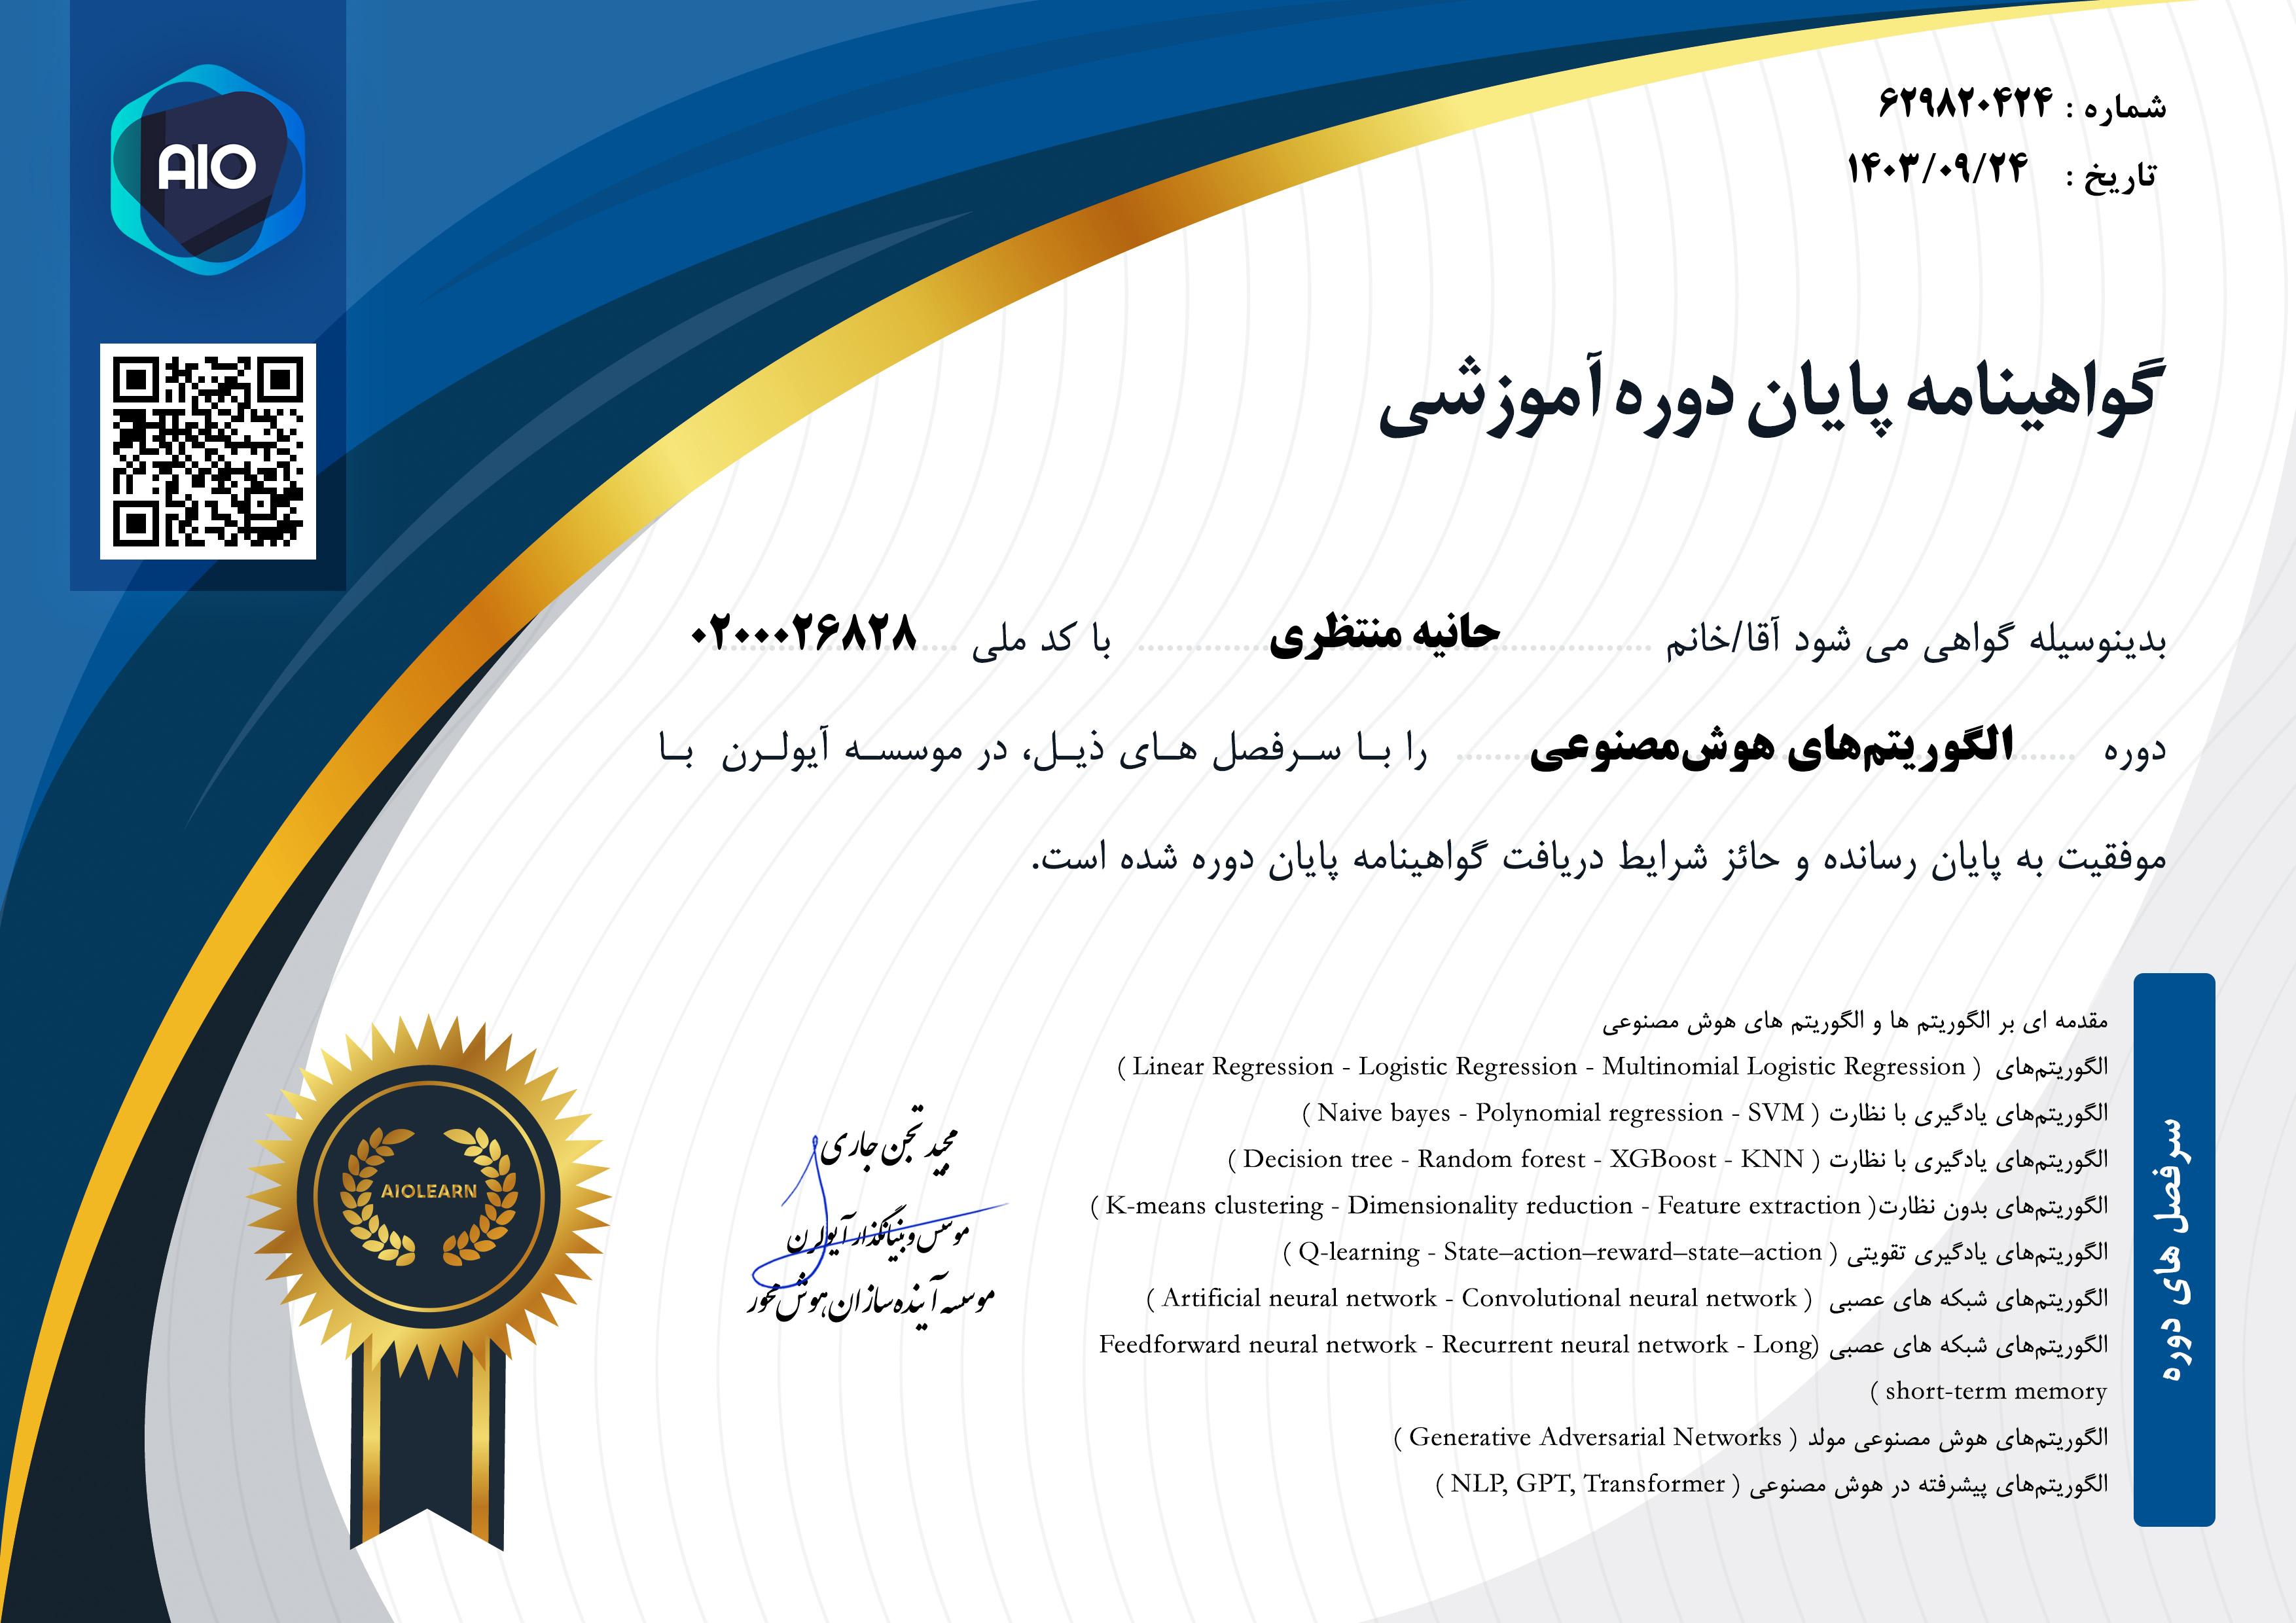 AIO
شماره : ۶۲۹۸۲۰۴۲۴
تاریخ : ۱۴۰۳/۰۹/۲۴
گواهینامه پایان دوره آموزشی
بدینوسیله گواهی می شود آقا/خانم حانیه منتظری با کد ملی ۰۲۰۰۰۲۶۸۲۸
دوره الگوریتم‌های هوش‌مصنوعی را بـا سـرفصل هـای ذیـل، در موسسـه آیولـرن بـا
موفقیت به پایان رسانده و حائز شرایط دریافت گواهینامه پایان دوره شده است.
سرفصل های دوره
مقدمه ای بر الگوریتم ها و الگوریتم های هوش مصنوعی
الگوریتم‌های ( Linear Regression - Logistic Regression - Multinomial Logistic Regression )
الگوریتم‌های یادگیری با نظارت ( Naive bayes - Polynomial regression - SVM )
الگوریتم‌های یادگیری با نظارت ( Decision tree - Random forest - XGBoost - KNN )
الگوریتم‌های بدون نظارت( K-means clustering - Dimensionality reduction - Feature extraction )
الگوریتم‌های یادگیری تقویتی ( Q-learning - State–action–reward–state–action )
الگوریتم‌های شبکه های عصبی ( Artificial neural network - Convolutional neural network )
الگوریتم‌های شبکه های عصبی (Feedforward neural network - Recurrent neural network - Long
short-term memory )
الگوریتم‌های هوش مصنوعی مولد ( Generative Adversarial Networks )
الگوریتم‌های پیشرفته در هوش مصنوعی ( NLP, GPT, Transformer )
مجید تجن جاری
موسس و بنیانگذار آیولرن
موسسه آینده سازان هوش محور
AIOLEARN